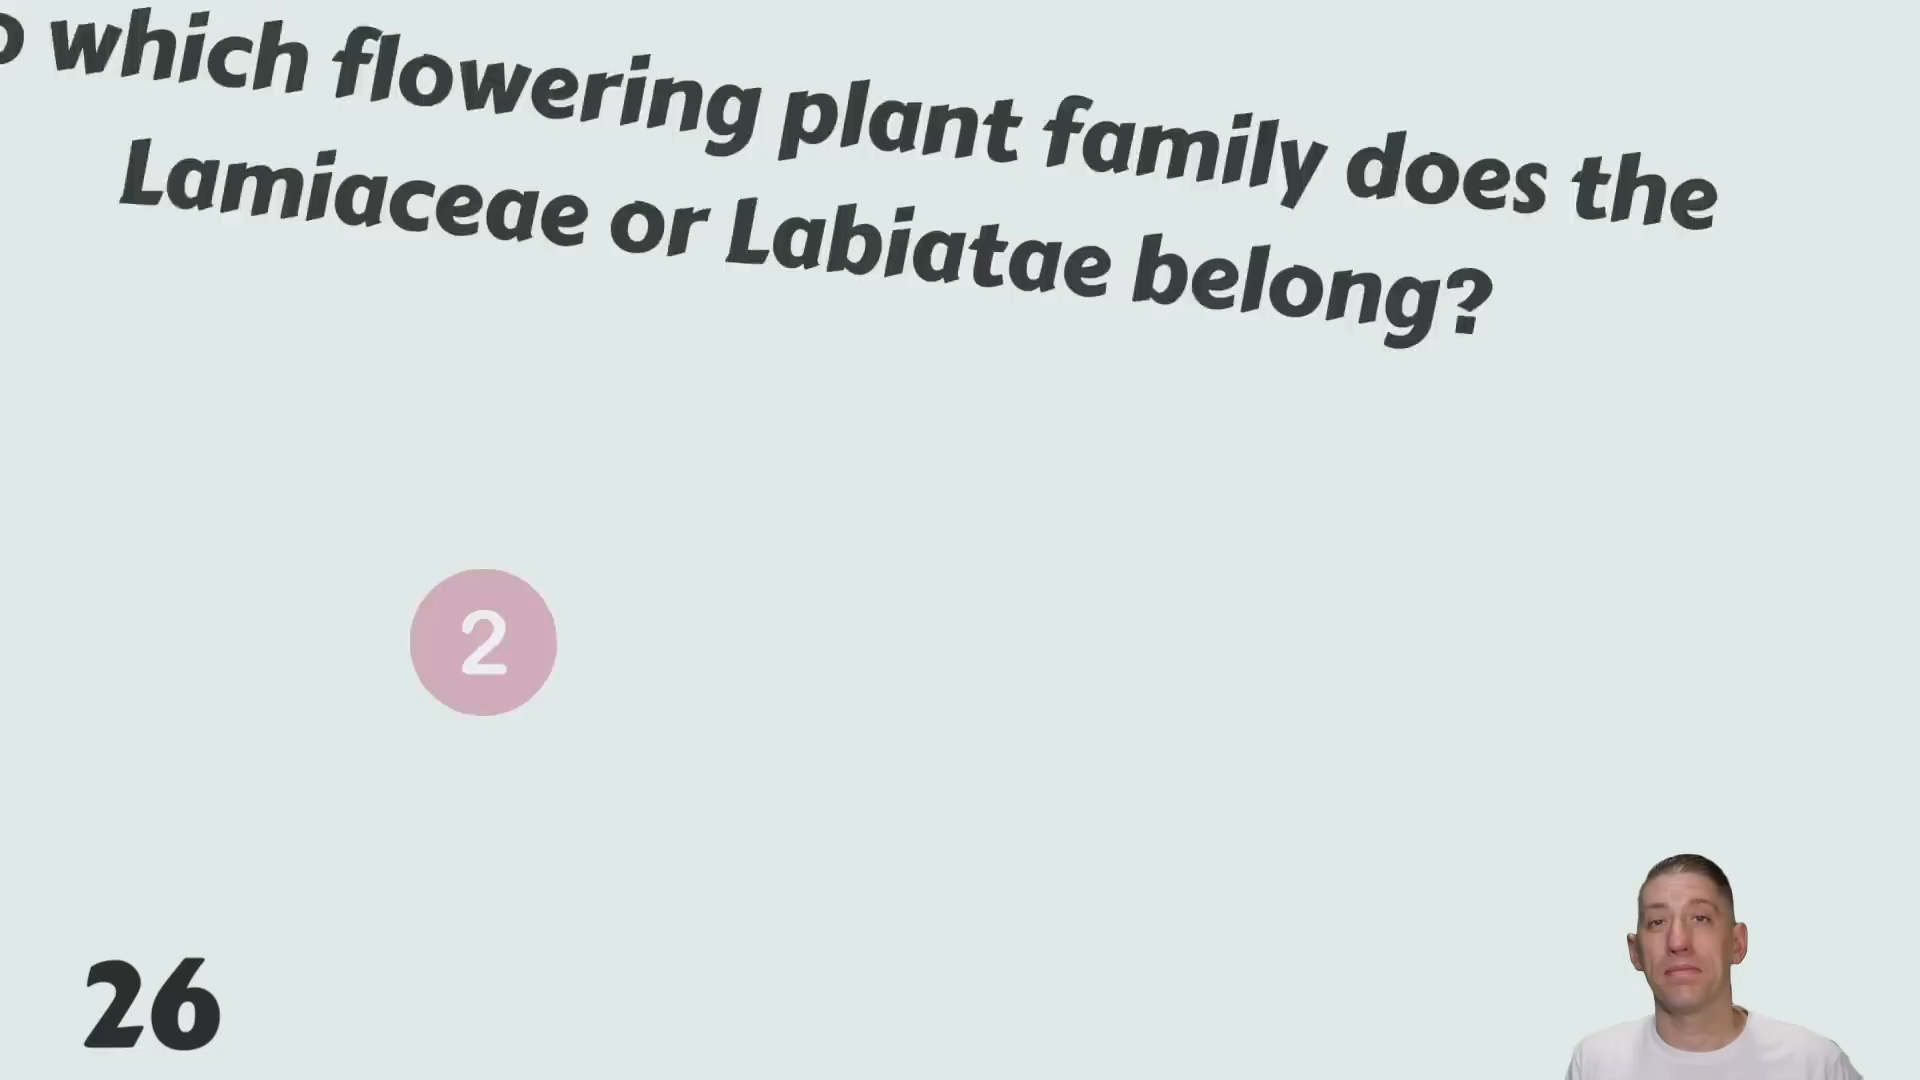 which flowering plant family does the
Lamiaceae or Labiatae belong?
2
26